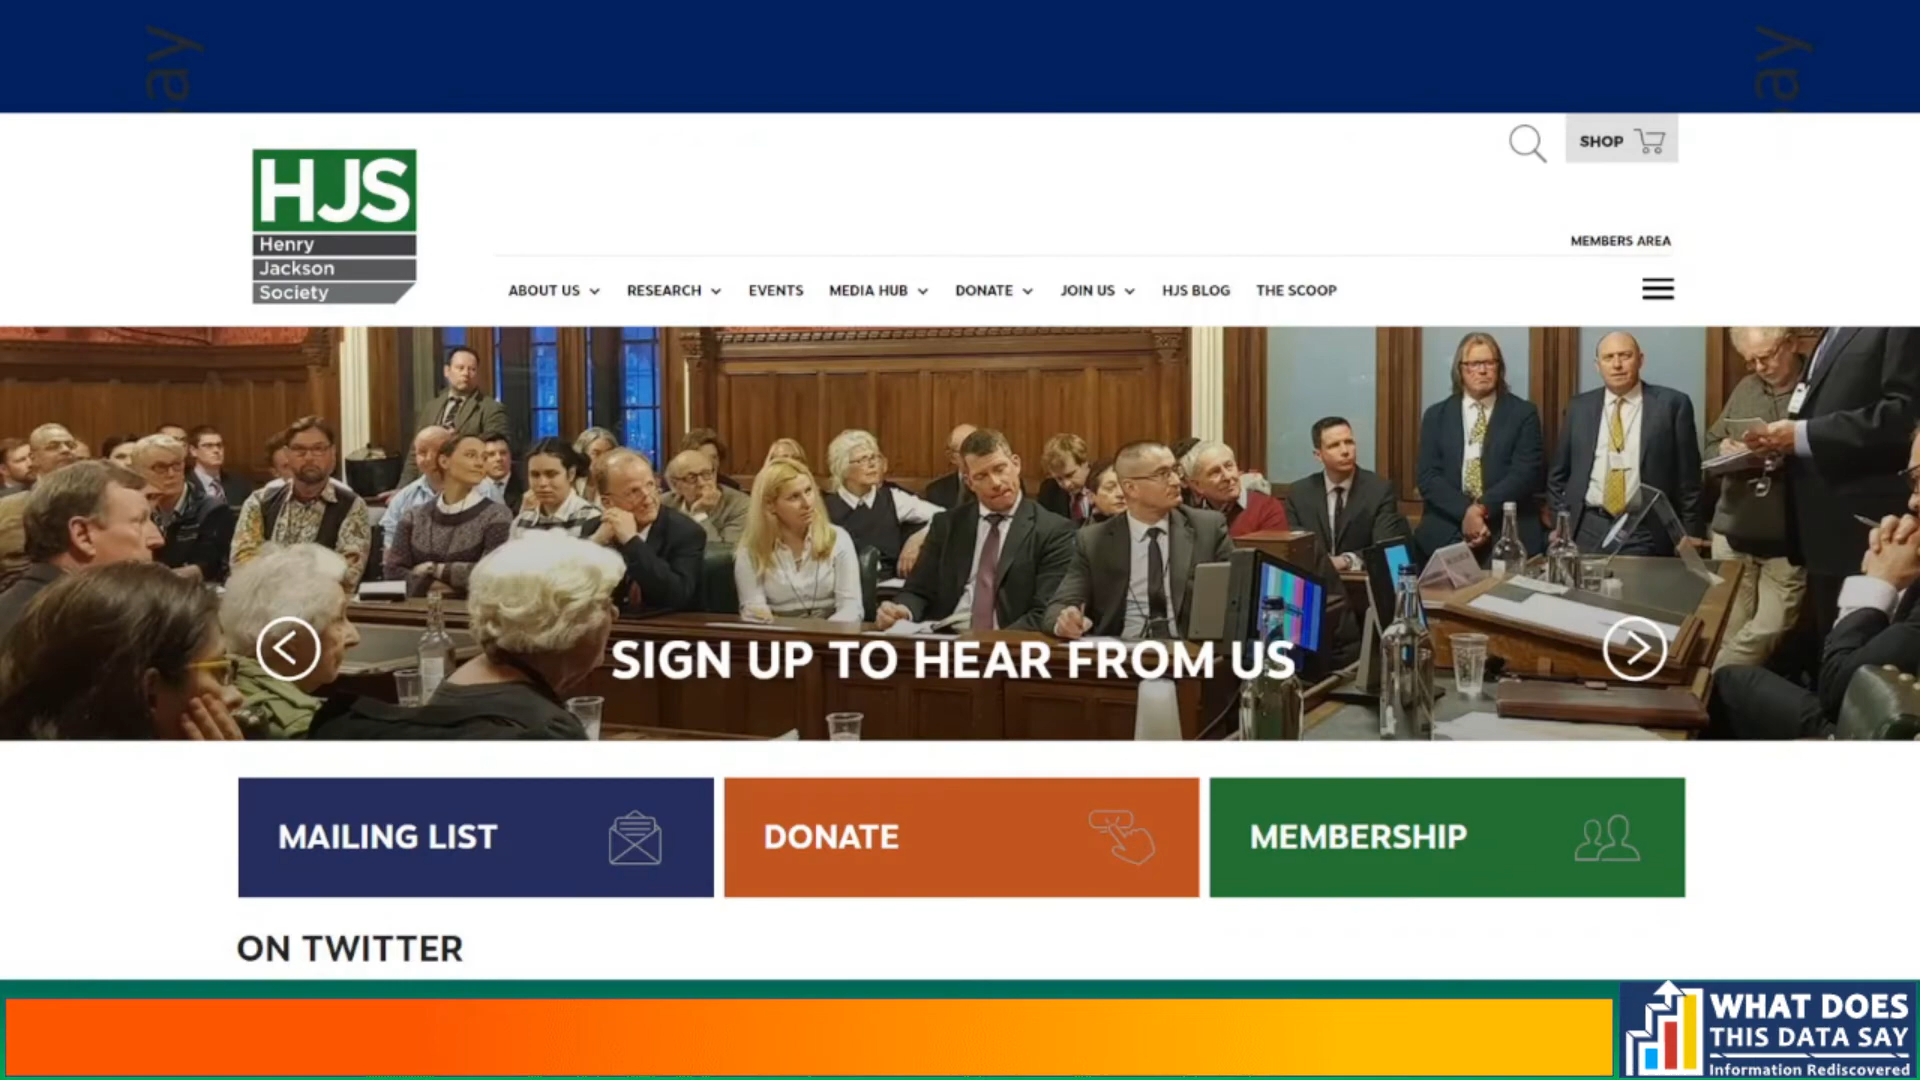 ay
ay
SHOP
HJS
Henry
Jackson
Society
MEMBERS AREA
ABOUT US
RESEARCH
EVENTS
MEDIA HUB
DONATE
JOIN US
HJS BLOG
THE SCOOP
SIGN UP TO HEAR FROM US
MAILING LIST
DONATE
MEMBERSHIP
ON TWITTER
WHAT DOES
THIS DATA SAY
Information Rediscovered